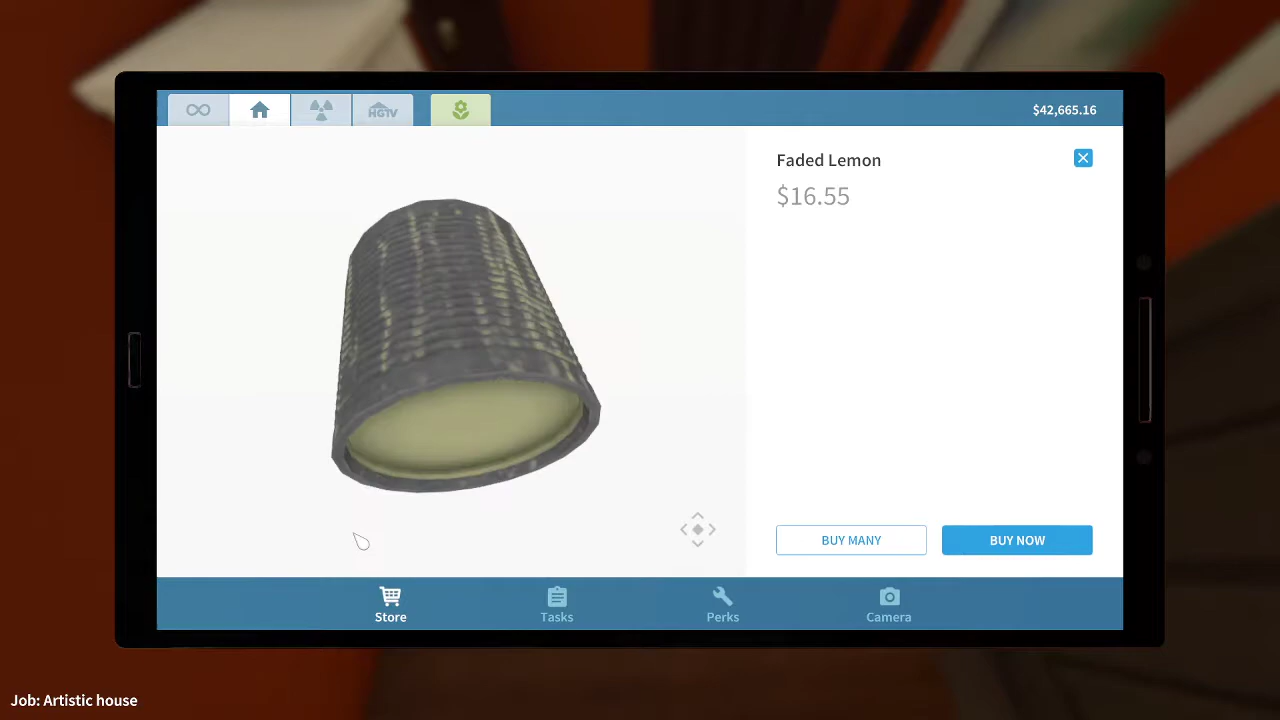 HGTV
$42,665.16
Faded Lemon
$16.55
BUY MANY
BUY NOW
Store
Tasks
Perks
Camera
Job: Artistic house